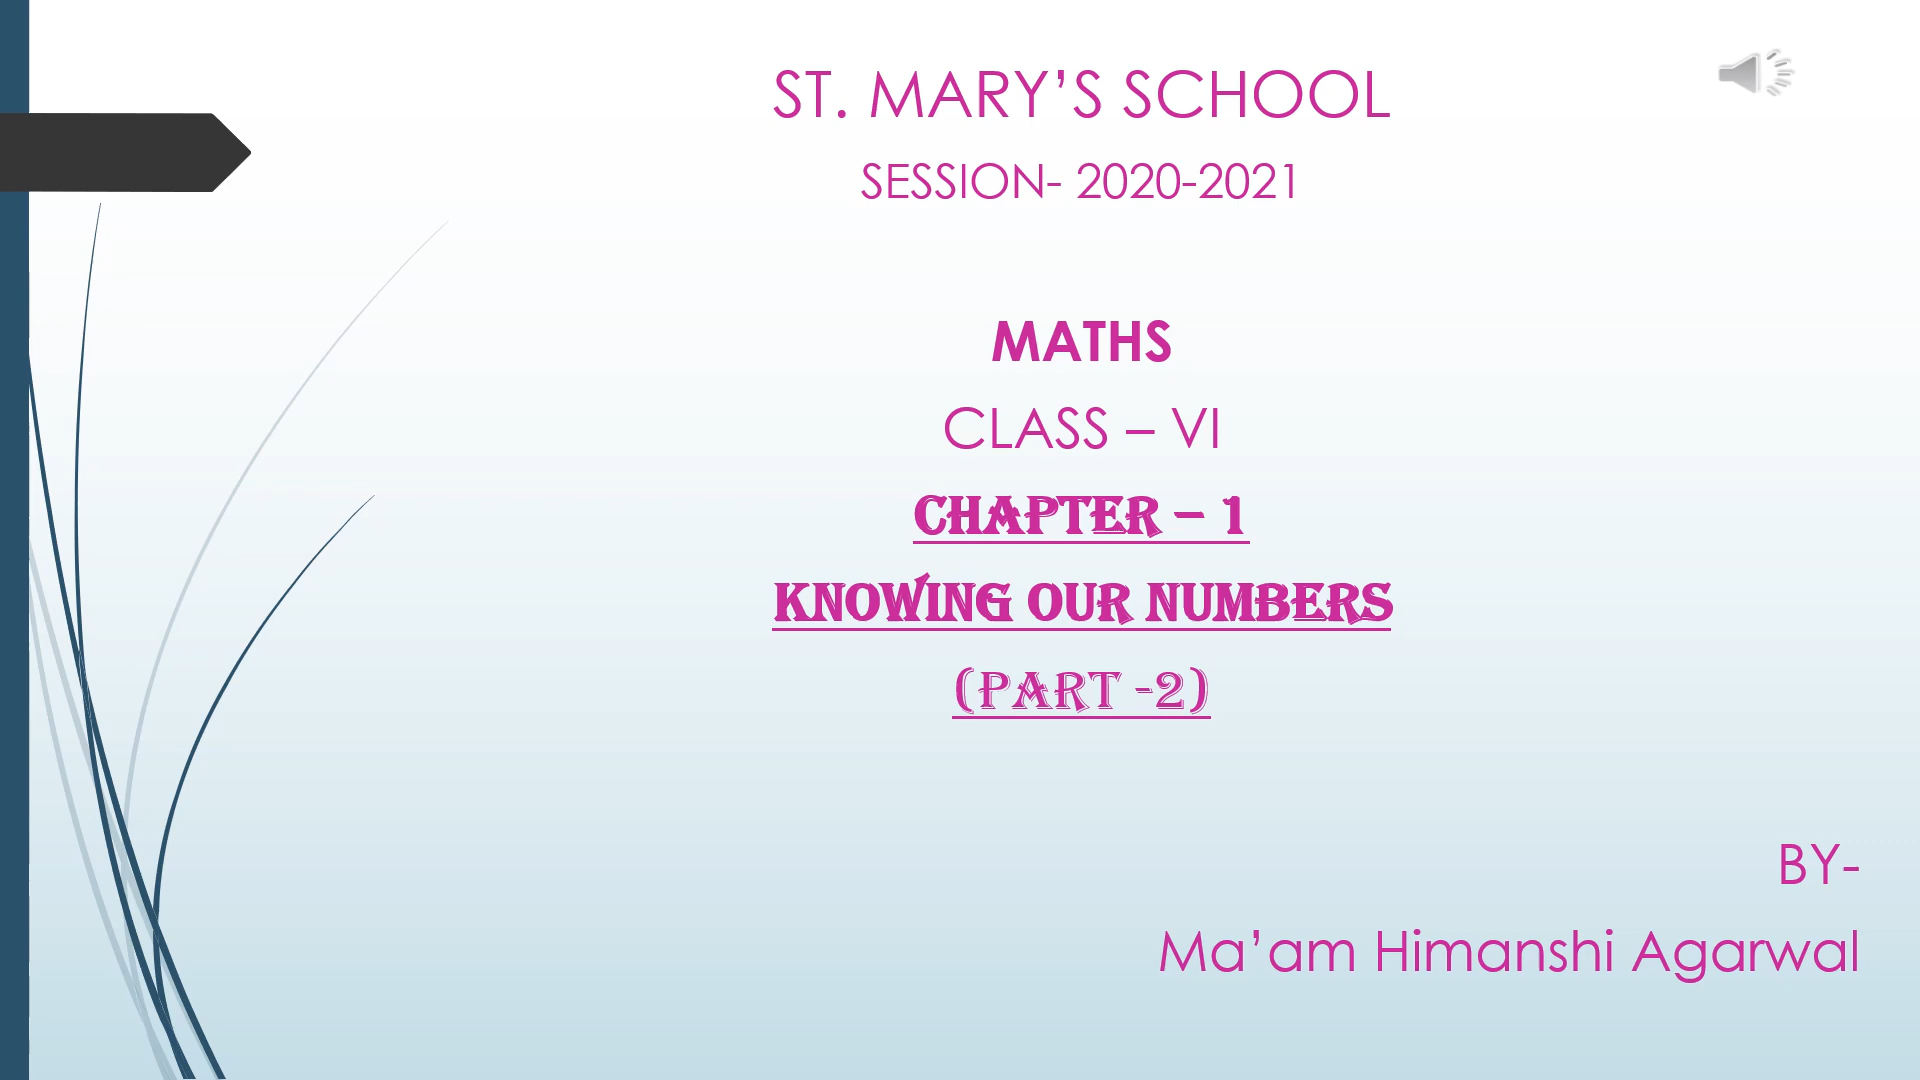 ST. MARY’S SCHOOL
SESSION- 2020-2021
MATHS
CLASS – VI
CHAPTER – 1
KNOWING OUR NUMBERS
(PART -2)
BY-
Ma’am Himanshi Agarwal